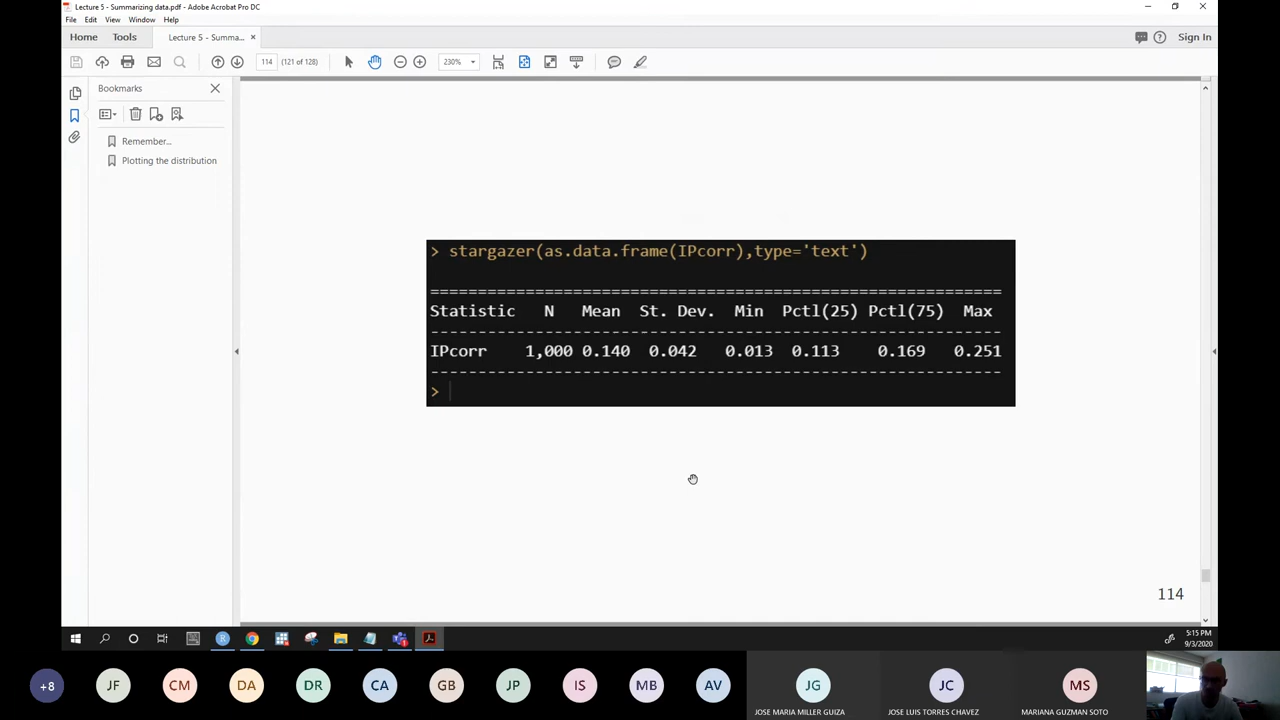 Lecture 5 - Summarizing data.pdf - Adobe Acrobat Pro DC
File Edit View Window Help
Home Tools Lecture 5 - Summa... × Sign In
114 (121 of 128) 230%
Bookmarks
Remember...
Plotting the distribution
> stargazer(as.data.frame(IPcorr),type='text')
=============================================================
Statistic N Mean St. Dev. Min Pctl(25) Pctl(75) Max
-------------------------------------------------------------
IPcorr 1,000 0.140 0.042 0.013 0.113 0.169 0.251
-------------------------------------------------------------
>
114
5:15 PM
9/3/2020
+8 JF CM DA DR CA GB JP IS MB AV JG JC MS
JOSE MARIA MILLER GUIZA JOSE LUIS TORRES CHAVEZ MARIANA GUZMAN SOTO